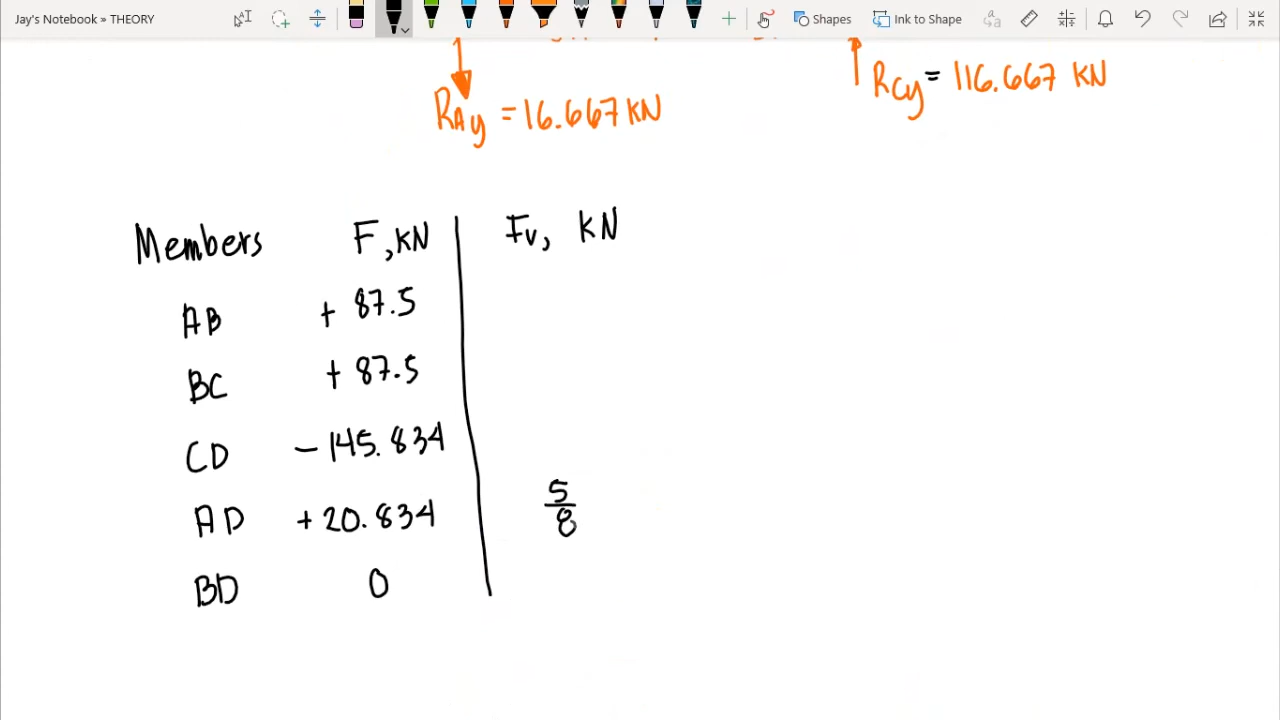 Jay's Notebook » THEORY
Shapes
Ink to Shape
RAy = 16.667 KN
RCy = 116.667 KN
Members F, KN Fv, KN
AB + 87.5
BC + 87.5
CD - 145.834
AD + 20.834 5/8
BD 0